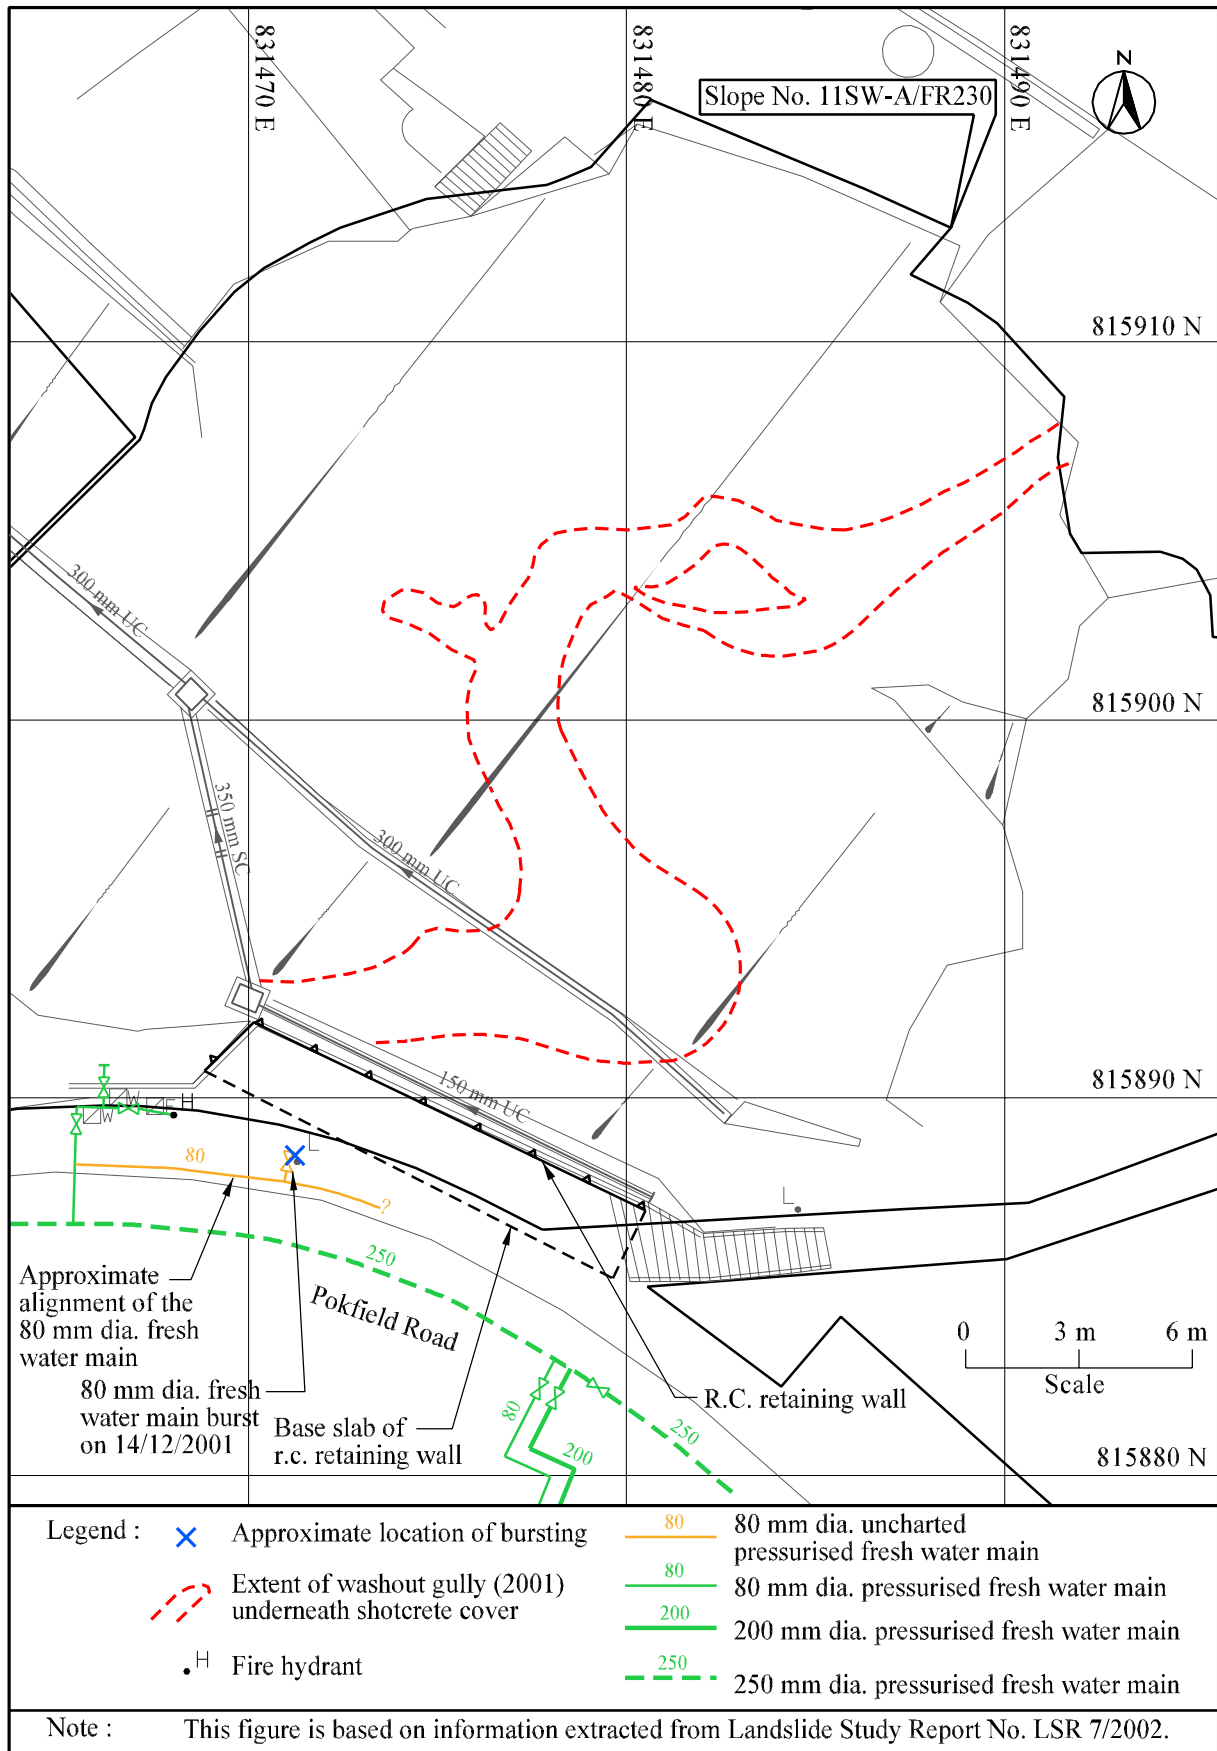 831470 E
831480 E
831490 E
N
Slope No. 11SW-A/FR230
815910 N
300 mm UC
815900 N
350 mm SC
300 mm UC
815890 N
150 mm UC
W
W
F
H
L
L
80
?
250
Approximate
alignment of the
80 mm dia. fresh
water main
Pokfield Road
0 3 m 6 m
Scale
80 mm dia. fresh
water main burst
on 14/12/2001
Base slab of
r.c. retaining wall
R.C. retaining wall
80
200
250
815880 N
Legend :
Approximate location of bursting
Extent of washout gully (2001)
underneath shotcrete cover
H
Fire hydrant
80
80 mm dia. uncharted
pressurised fresh water main
80
80 mm dia. pressurised fresh water main
200
200 mm dia. pressurised fresh water main
250
250 mm dia. pressurised fresh water main
Note : This figure is based on information extracted from Landslide Study Report No. LSR 7/2002.